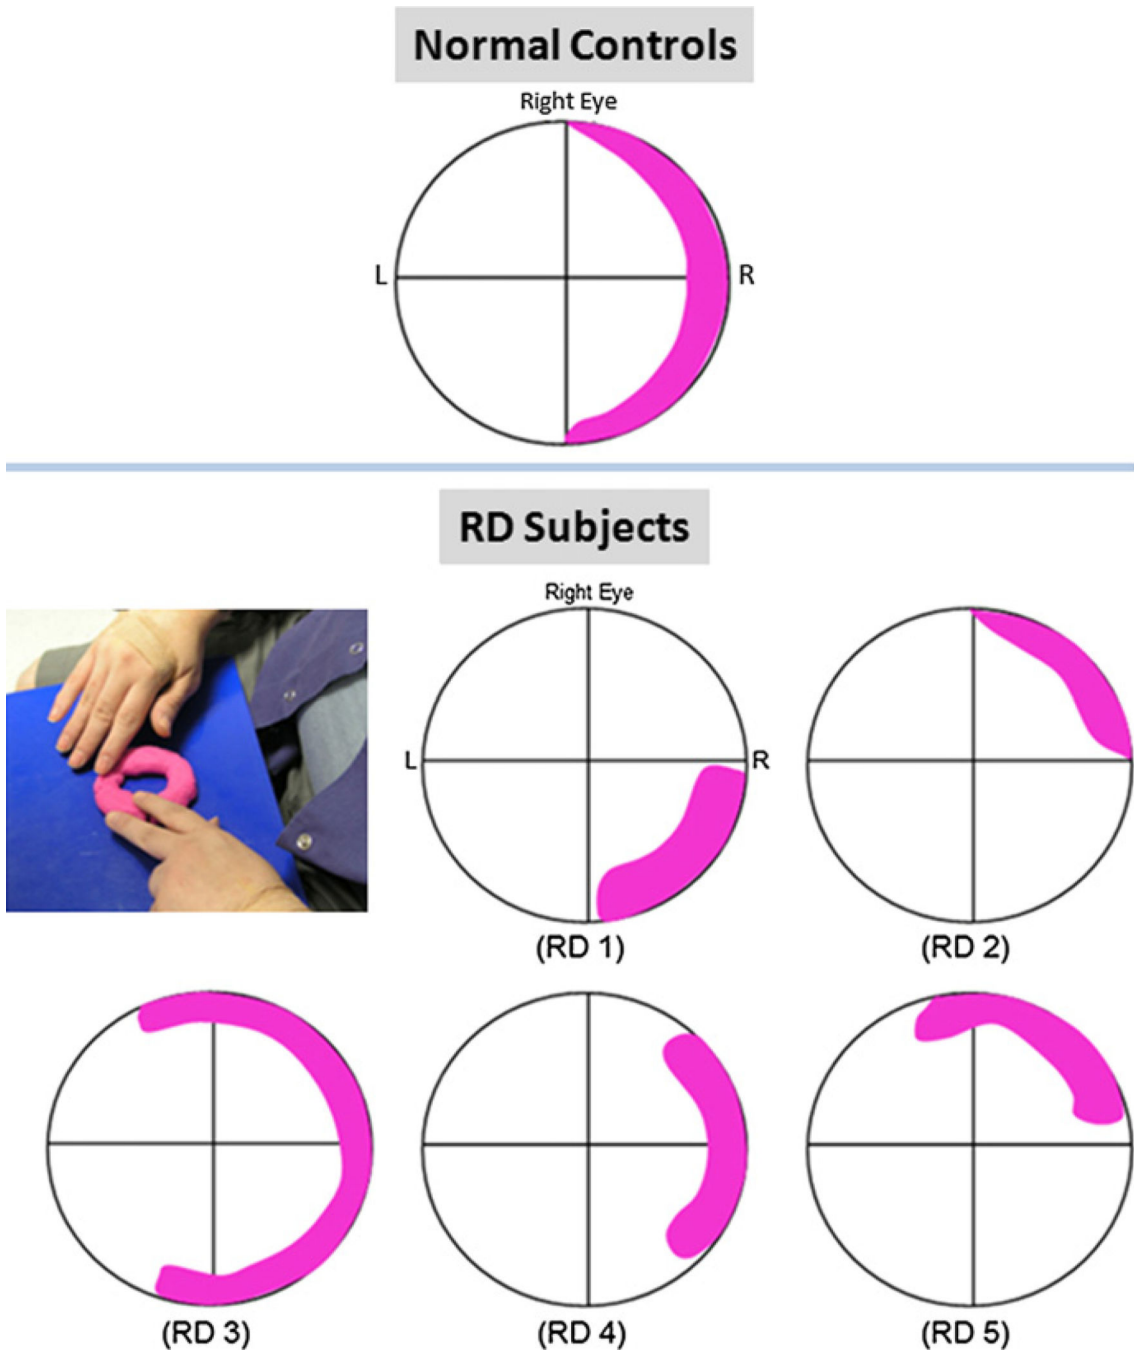 Normal Controls
Right Eye
L
R
RD Subjects
Right Eye
L
R
(RD 1)
(RD 2)
(RD 3)
(RD 4)
(RD 5)